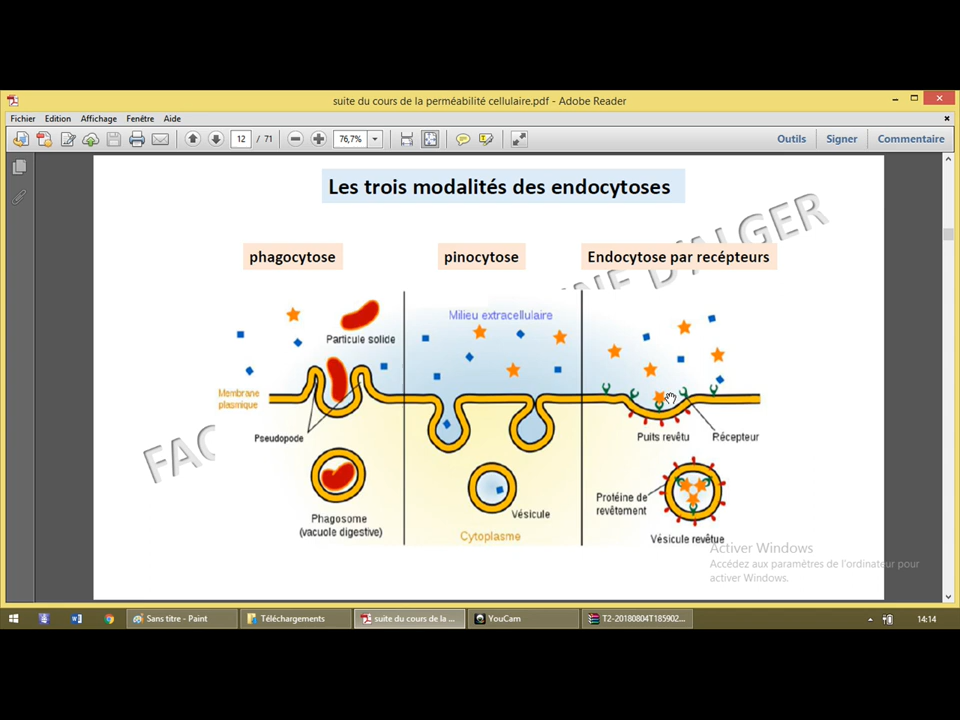 suite du cours de la perméabilité cellulaire.pdf - Adobe Reader
Fichier Edition Affichage Fenêtre Aide
12 / 71 76,7% Outils Signer Commentaire
Les trois modalités des endocytoses
phagocytose pinocytose Endocytose par recépteurs
Milieu extracellulaire
Particule solide
Membrane
plasmique
Pseudopode
Puits revêtu Récepteur
Protéine de
revêtement
Phagosome
(vacuole digestive)
Vésicule
Cytoplasme
Vésicule revêtue
Activer Windows
Accédez aux paramètres de l'ordinateur pour
activer Windows.
Sans titre - Paint Téléchargements suite du cours de la ... YouCam T2-20180804T185902... 14:14